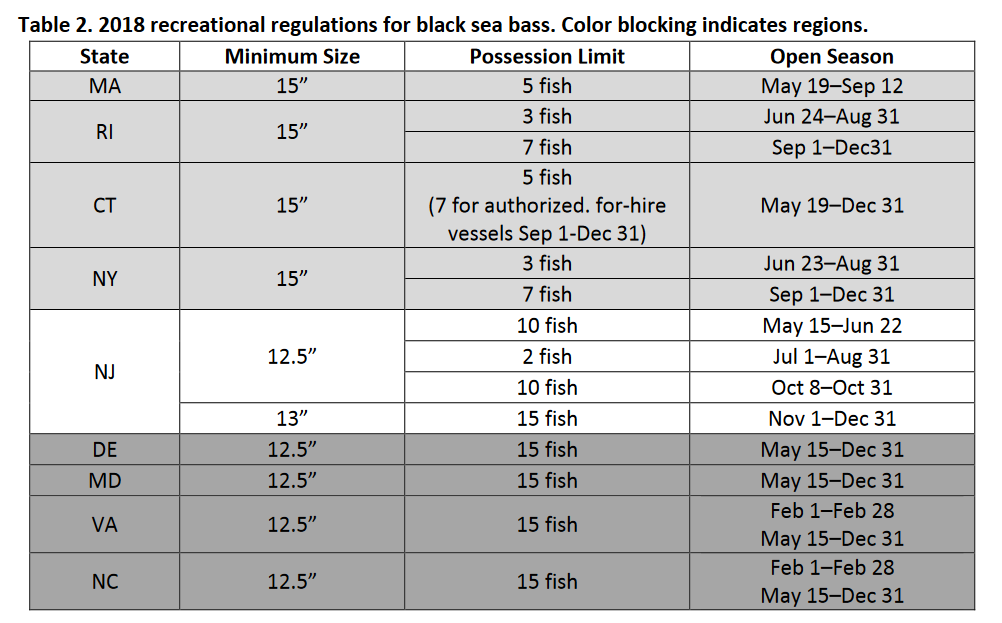 Table 2. 2018 recreational regulations for black sea bass. Color blocking indicates regions.
State Minimum Size Possession Limit Open Season
MA 15” 5 fish May 19–Sep 12
RI 15” 3 fish Jun 24–Aug 31
7 fish Sep 1–Dec31
CT 15” 5 fish
(7 for authorized. for-hire
vessels Sep 1-Dec 31) May 19–Dec 31
NY 15” 3 fish Jun 23–Aug 31
7 fish Sep 1–Dec 31
NJ 12.5” 10 fish May 15–Jun 22
2 fish Jul 1–Aug 31
10 fish Oct 8–Oct 31
13” 15 fish Nov 1–Dec 31
DE 12.5” 15 fish May 15–Dec 31
MD 12.5” 15 fish May 15–Dec 31
VA 12.5” 15 fish Feb 1–Feb 28
May 15–Dec 31
NC 12.5” 15 fish Feb 1–Feb 28
May 15–Dec 31